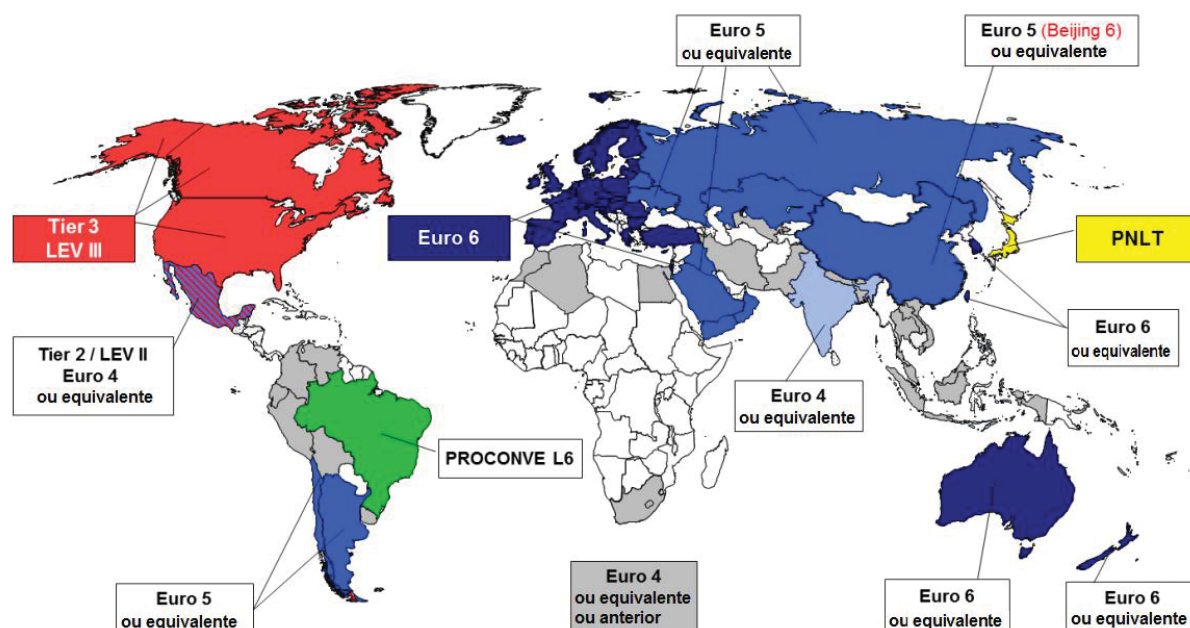 Euro 5
ou equivalente
Euro 5 (Beijing 6)
ou equivalente
Tier 3
LEV III
Euro 6
PNLT
Tier 2 / LEV II
Euro 4
ou equivalente
Euro 6
ou equivalente
Euro 4
ou equivalente
PROCONVE L6
Euro 5
ou equivalente
Euro 4
ou equivalente
ou anterior
Euro 6
ou equivalente
Euro 6
ou equivalente